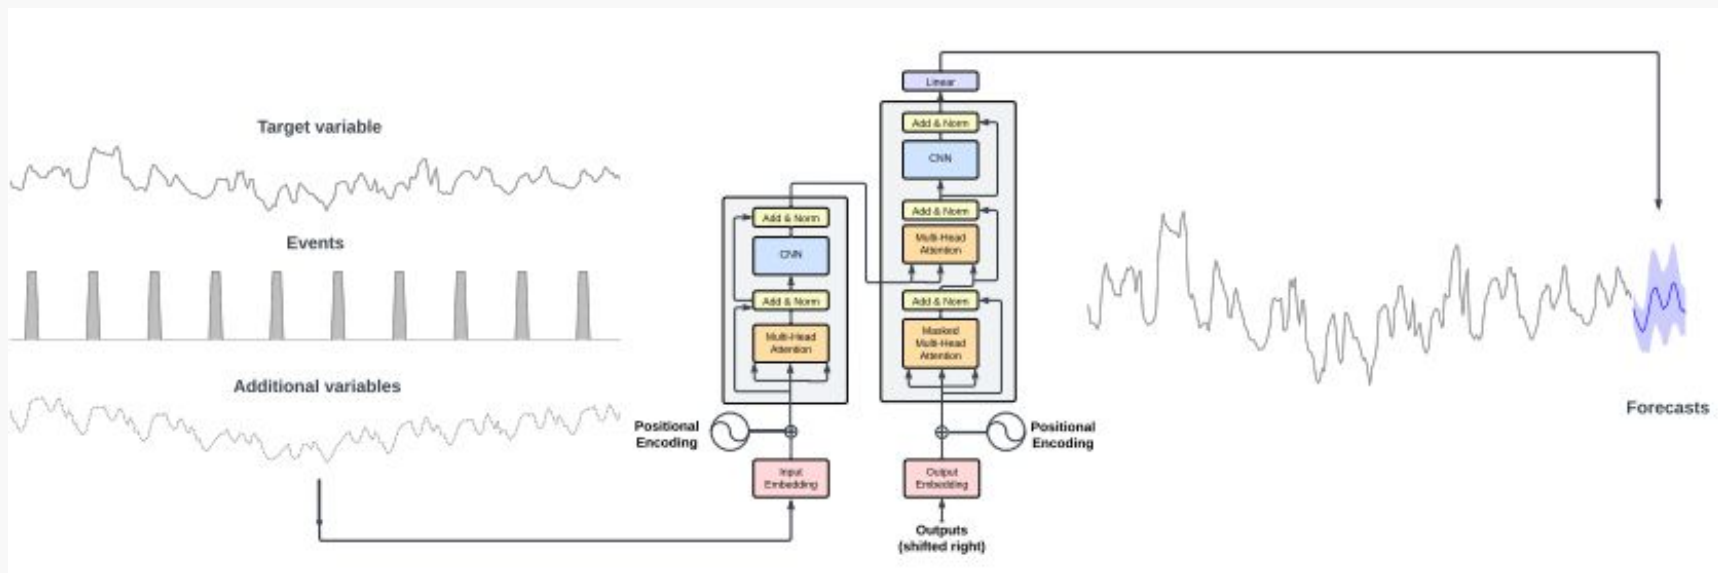 Target variable
Events
Additional variables
Add & Norm
CNN
Add & Norm
Multi-Head
Attention
Positional
Encoding
Input
Embedding
Linear
Add & Norm
CNN
Add & Norm
Multi-Head
Attention
Add & Norm
Masked
Multi-Head
Attention
Positional
Encoding
Output
Embedding
Outputs
(shifted right)
Forecasts